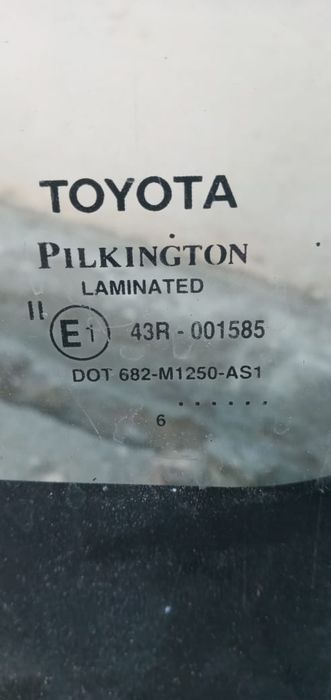 TOYOTA
PILKINGTON
LAMINATED
II
E1 43R - 001585
DOT 682-M1250-AS1
......
6